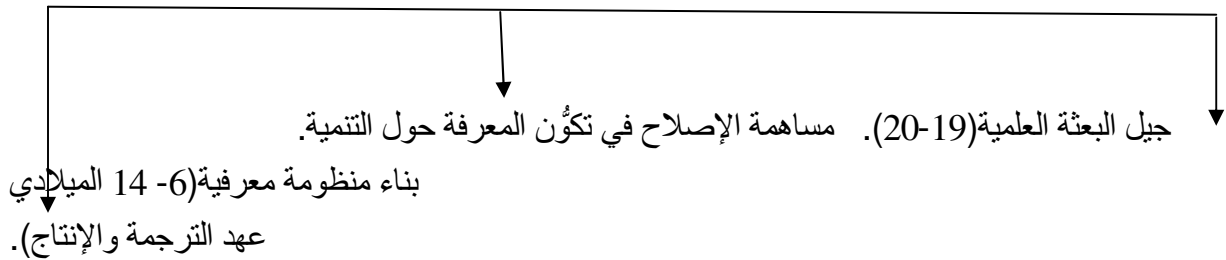 جيل البعثة العلمية(19-20). مساهمة الإصلاح في تكوُّن المعرفة حول التنمية.
بناء منظومة معرفية(6- 14 الميلادي
عهد الترجمة والإنتاج).